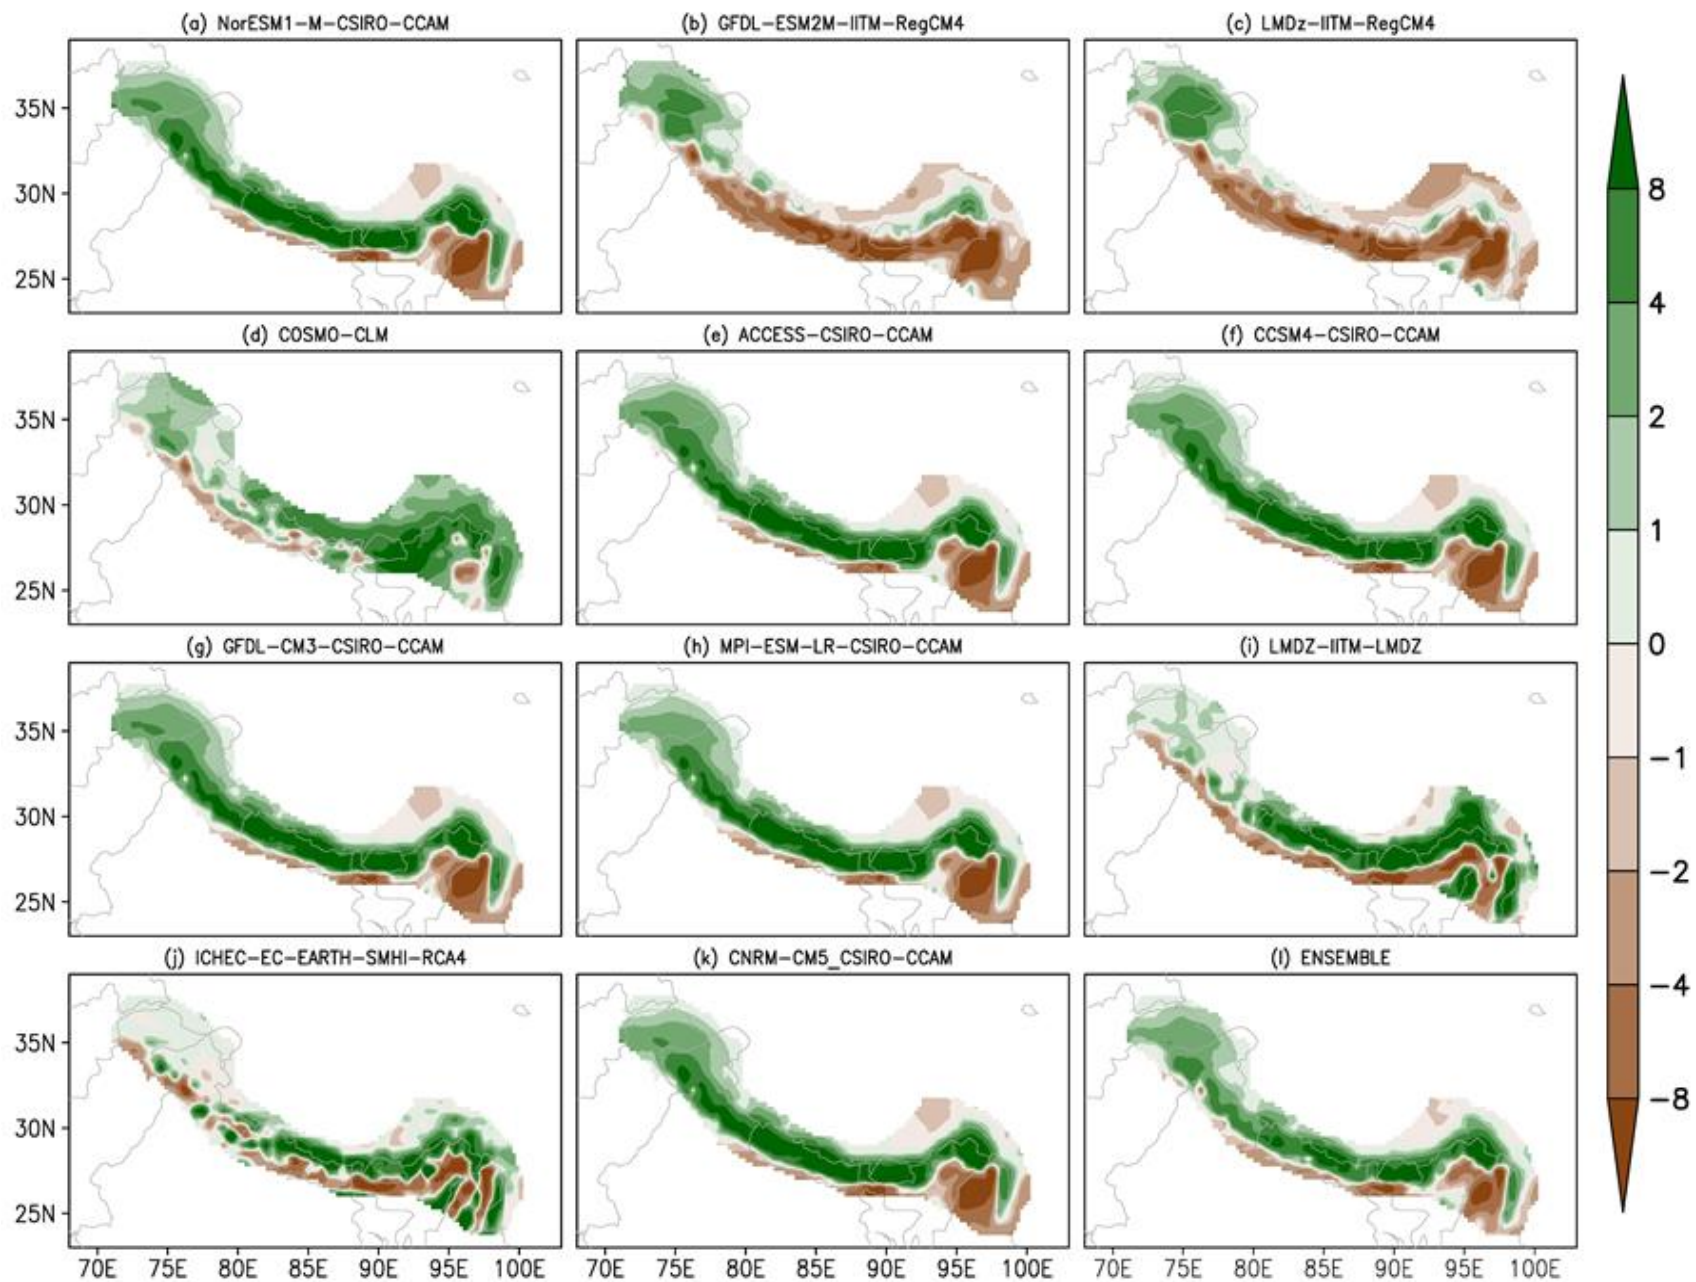 (a) NorESM1-M-CSIRO-CCAM
(b) GFDL-ESM2M-IITM-RegCM4
(c) LMDz-IITM-RegCM4
35N
30N
25N
(d) COSMO-CLM
(e) ACCESS-CSIRO-CCAM
(f) CCSM4-CSIRO-CCAM
35N
30N
25N
(g) GFDL-CM3-CSIRO-CCAM
(h) MPI-ESM-LR-CSIRO-CCAM
(i) LMDZ-IITM-LMDZ
35N
30N
25N
(j) ICHEC-EC-EARTH-SMHI-RCA4
(k) CNRM-CM5_CSIRO-CCAM
(l) ENSEMBLE
35N
30N
25N
70E 75E 80E 85E 90E 95E 100E
70E 75E 80E 85E 90E 95E 100E
70E 75E 80E 85E 90E 95E 100E
8
4
2
1
0
-1
-2
-4
-8